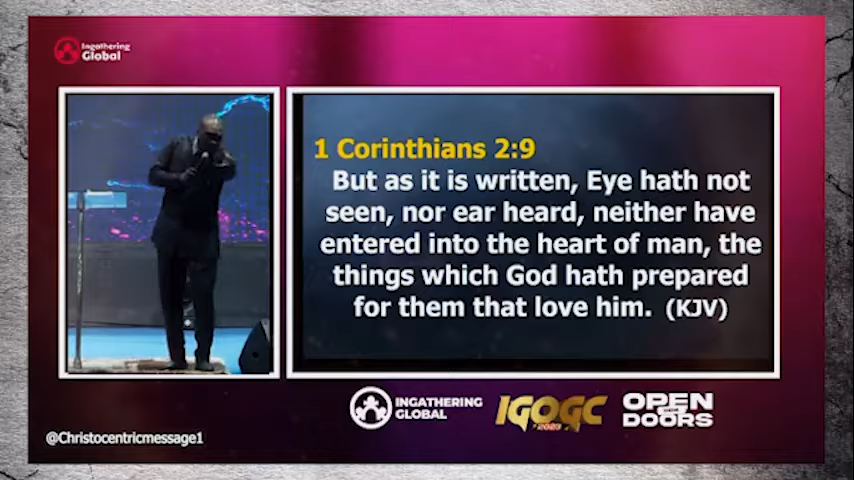 Ingathering
Global
1 Corinthians 2:9
But as it is written, Eye hath not
seen, nor ear heard, neither have
entered into the heart of man, the
things which God hath prepared
for them that love him. (KJV)
INGATHERING
GLOBAL
IGOGC
2023
OPEN
DOORS
@Christocentricmessage1